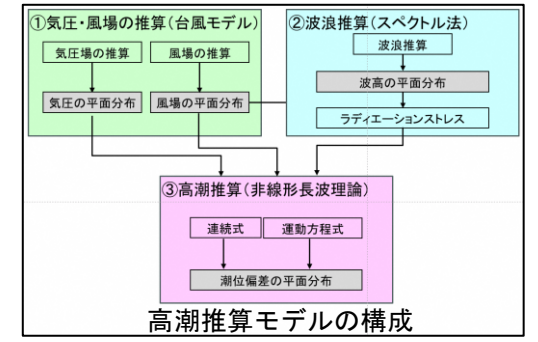 ①気圧・風場の推算(台風モデル)
気圧場の推算
風場の推算
気圧の平面分布
風場の平面分布
②波浪推算(スペクトル法)
波浪推算
波高の平面分布
ラディエーションストレス
③高潮推算(非線形長波理論)
連続式
運動方程式
潮位偏差の平面分布
高潮推算モデルの構成